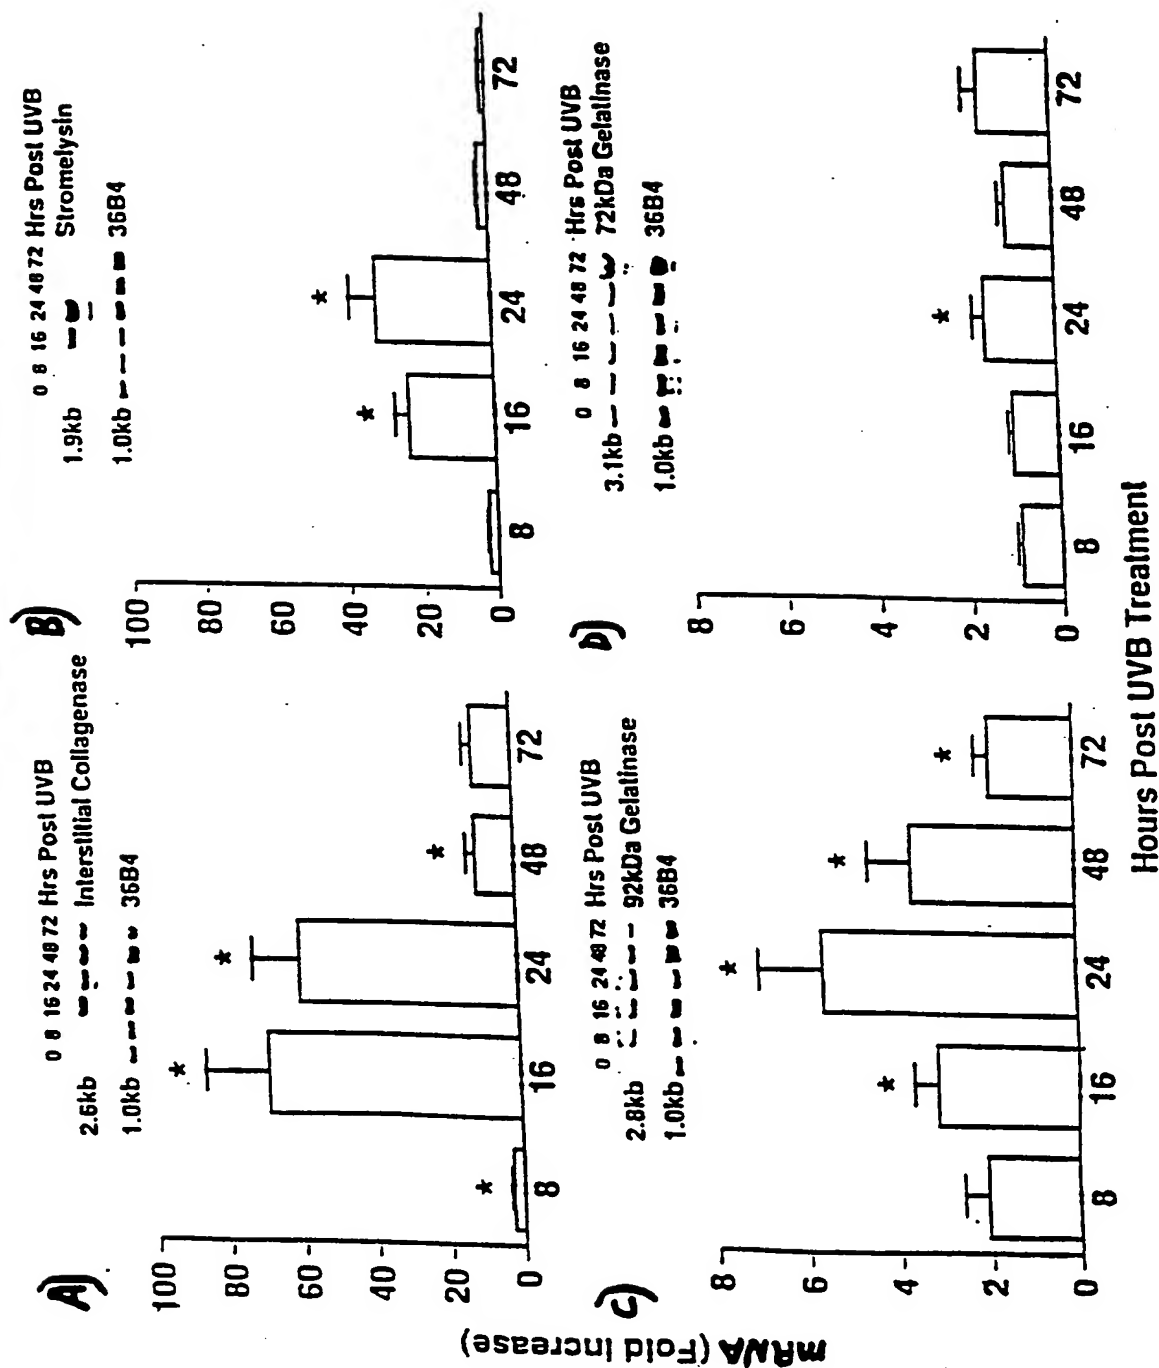 A)
0 8 16 24 48 72 Hrs Post UVB
2.6kb Interstitial Collagenase
1.0kb 36B4
100
80
60
40
20
0
8 16 24 48 72
* * * *
B)
0 8 16 24 48 72 Hrs Post UVB
1.9kb Stromelysin
1.0kb 36B4
100
80
60
40
20
0
8 16 24 48 72
* *
C)
0 8 16 24 48 72 Hrs Post UVB
2.8kb 92kDa Gelatinase
1.0kb 36B4
8
6
4
2
0
8 16 24 48 72
* * * *
D)
0 8 16 24 48 72 Hrs Post UVB
3.1kb 72kDa Gelatinase
1.0kb 36B4
8
6
4
2
0
8 16 24 48 72
*
mRNA (Fold Increase)
Hours Post UVB Treatment